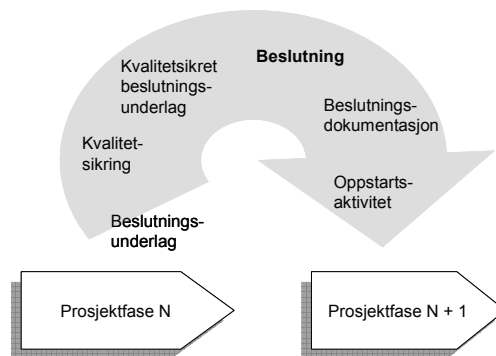 Beslutning
Kvalitetsikret
beslutnings-
underlag
Beslutnings-
dokumentasjon
Kvalitet-
sikring
Oppstarts-
aktivitet
Beslutnings-
underlag
Prosjektfase N
Prosjektfase N + 1